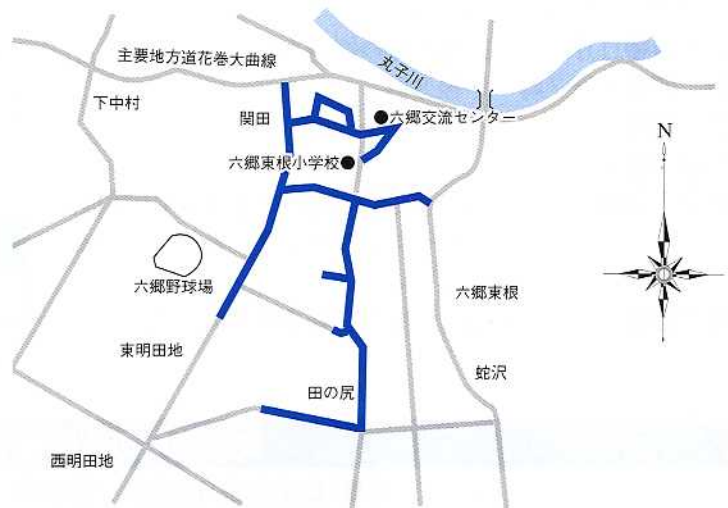 主要地方道花巻大曲線
丸子川
下中村
関田
六郷交流センター
N
六郷東根小学校
六郷野球場
六郷東根
東明田地
蛇沢
田の尻
西明田地